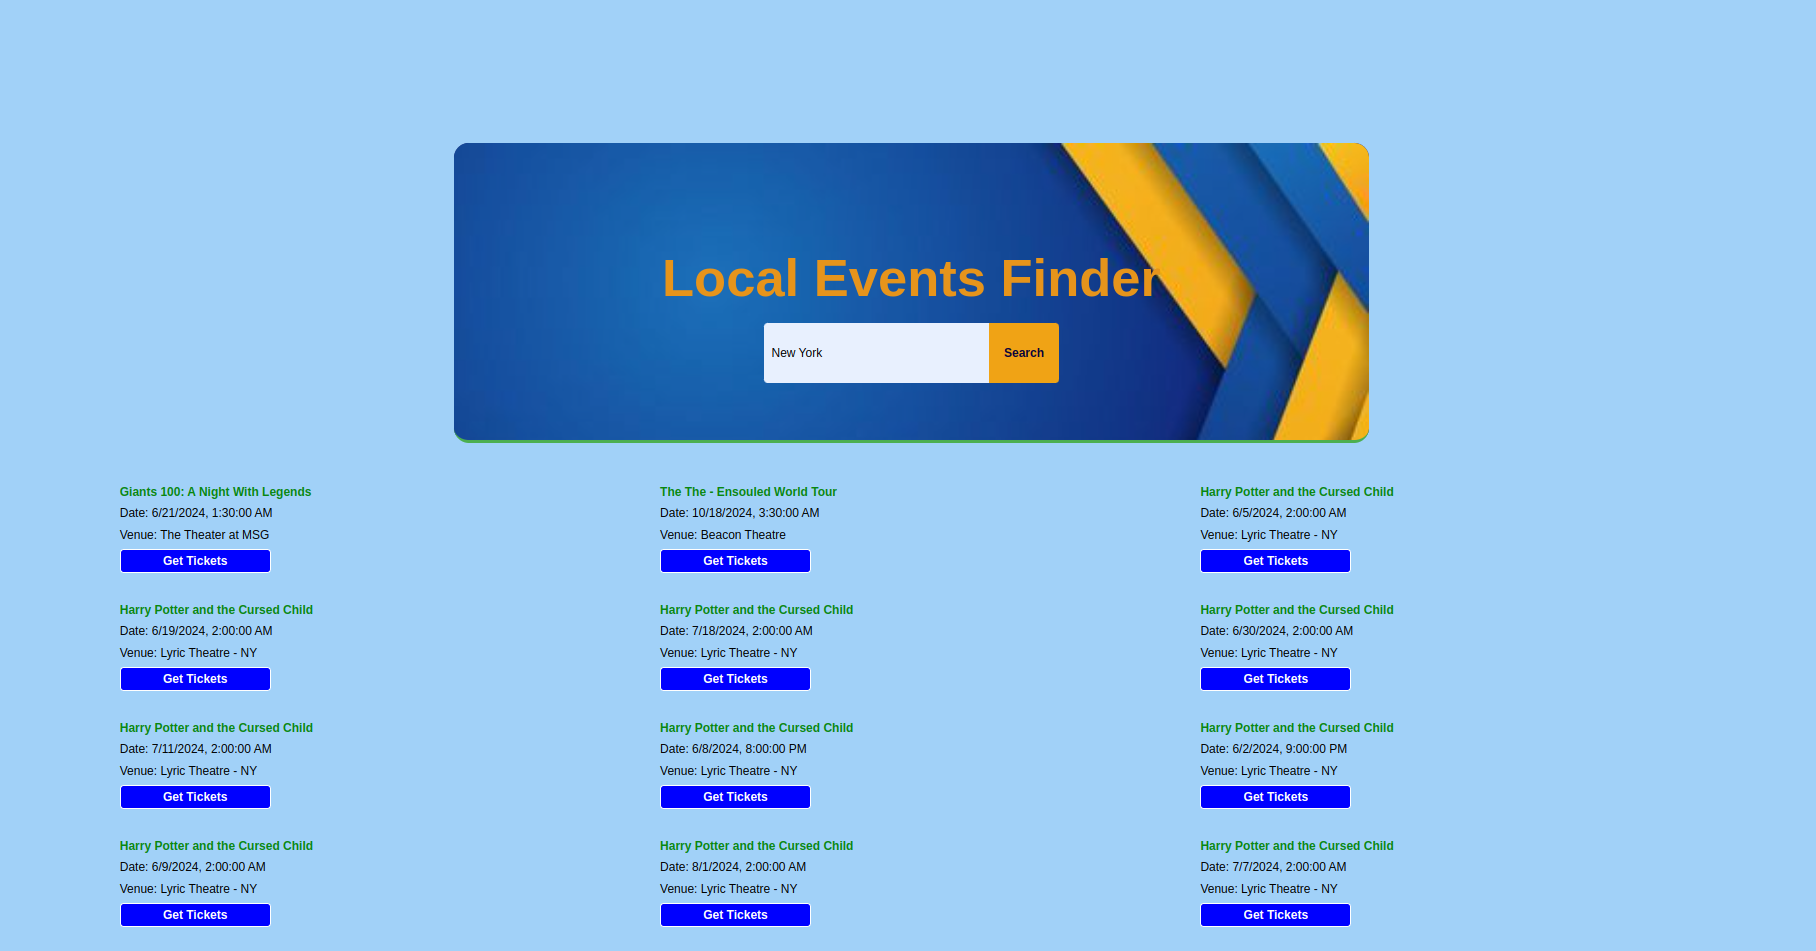 Local Events Finder
New York
Search
Giants 100: A Night With Legends
Date: 6/21/2024, 1:30:00 AM
Venue: The Theater at MSG
Get Tickets
The The - Ensouled World Tour
Date: 10/18/2024, 3:30:00 AM
Venue: Beacon Theatre
Get Tickets
Harry Potter and the Cursed Child
Date: 6/5/2024, 2:00:00 AM
Venue: Lyric Theatre - NY
Get Tickets
Harry Potter and the Cursed Child
Date: 6/19/2024, 2:00:00 AM
Venue: Lyric Theatre - NY
Get Tickets
Harry Potter and the Cursed Child
Date: 7/18/2024, 2:00:00 AM
Venue: Lyric Theatre - NY
Get Tickets
Harry Potter and the Cursed Child
Date: 6/30/2024, 2:00:00 AM
Venue: Lyric Theatre - NY
Get Tickets
Harry Potter and the Cursed Child
Date: 7/11/2024, 2:00:00 AM
Venue: Lyric Theatre - NY
Get Tickets
Harry Potter and the Cursed Child
Date: 6/8/2024, 8:00:00 PM
Venue: Lyric Theatre - NY
Get Tickets
Harry Potter and the Cursed Child
Date: 6/2/2024, 9:00:00 PM
Venue: Lyric Theatre - NY
Get Tickets
Harry Potter and the Cursed Child
Date: 6/9/2024, 2:00:00 AM
Venue: Lyric Theatre - NY
Get Tickets
Harry Potter and the Cursed Child
Date: 8/1/2024, 2:00:00 AM
Venue: Lyric Theatre - NY
Get Tickets
Harry Potter and the Cursed Child
Date: 7/7/2024, 2:00:00 AM
Venue: Lyric Theatre - NY
Get Tickets